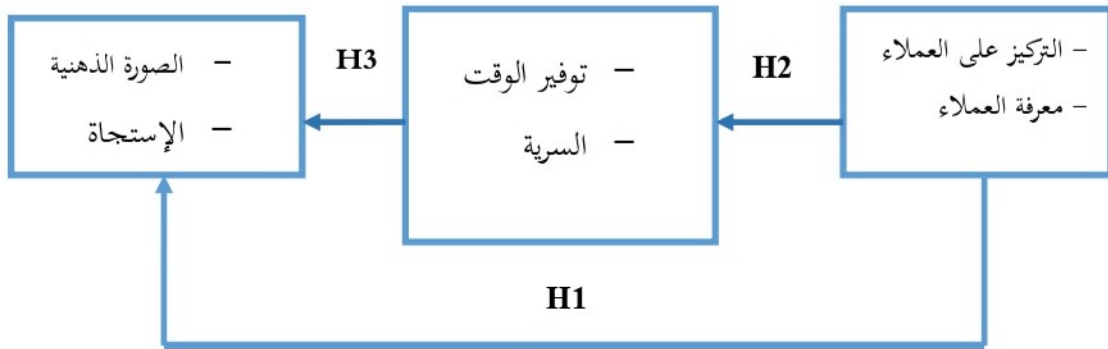 - التركيز على العملاء
- معرفة العملاء
H2
- توفير الوقت
- السرية
H3
- الصورة الذهنية
- الإستجاة
H1